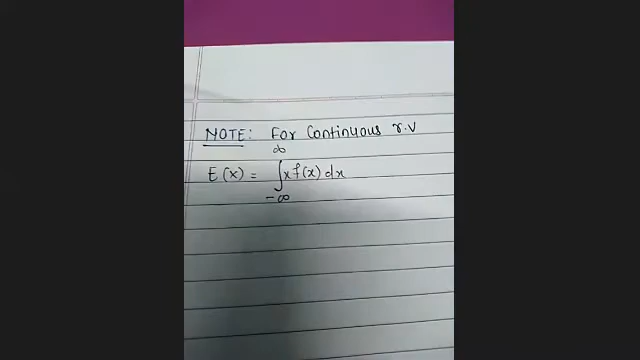 NOTE: For Continuous r.v
E(x) = ∫_{-∞}^{∞} x f(x) dx